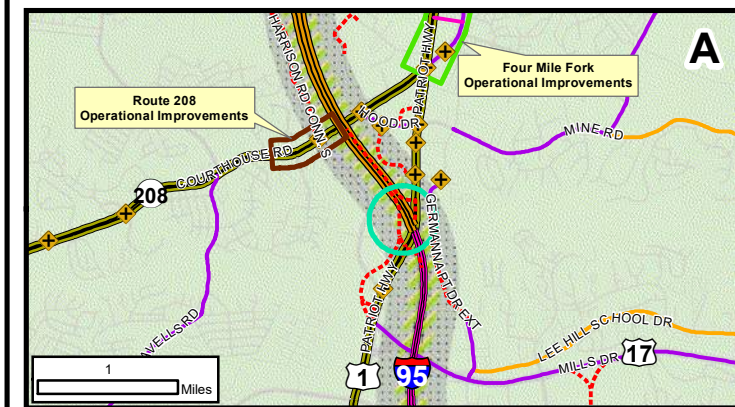 A
HARRISON RD CONN. S
PATRIOT HWY
Four Mile Fork
Operational Improvements
Route 208
Operational Improvements
HOOD DR
MINE RD
COURTHOUSE RD
208
GERMANNA PT DR EXT
PATRIOT HWY
AVELLS RD
LEE HILL SCHOOL DR
MILLS DR
17
1
95
1
Miles